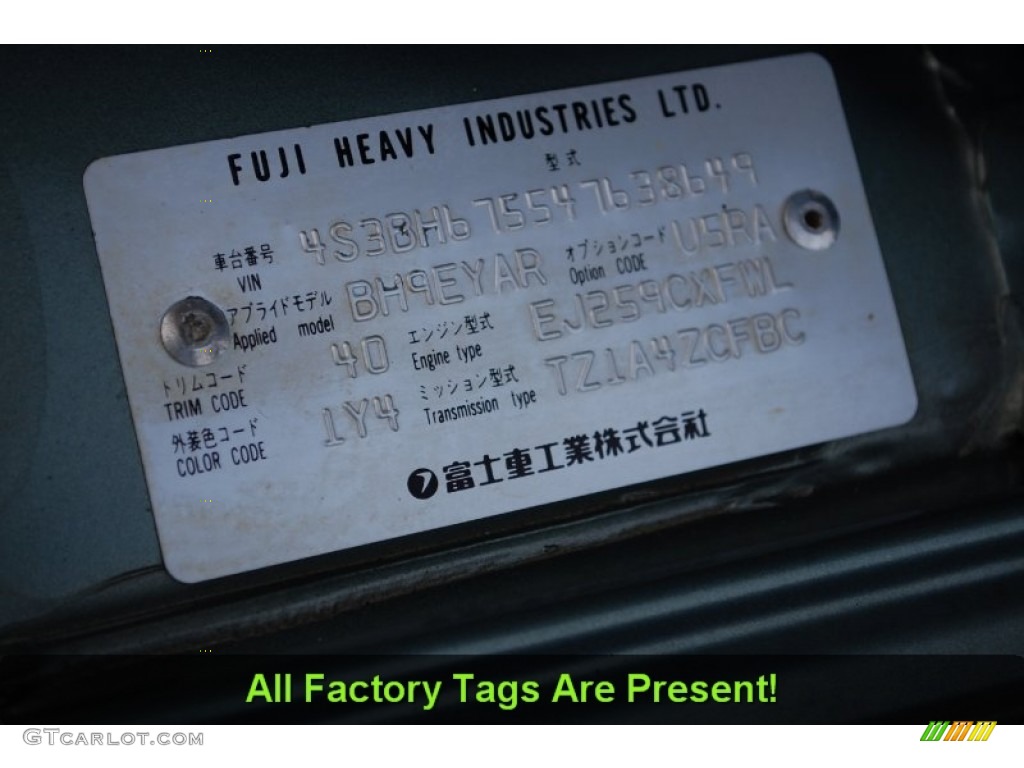 FUJI HEAVY INDUSTRIES LTD.
型式
車台番号 4S3BH675547638649
VIN
アプライドモデル BH9EYAR オプションコード U5RA
Applied model Option CODE
トリムコード 40 エンジン型式 EJ259CXFWL
TRIM CODE Engine type
外装色コード 1Y4 ミッション型式 TZ1A4ZCFBC
COLOR CODE Transmission type
富士重工業株式会社
All Factory Tags Are Present!
GTCARLOT.COM